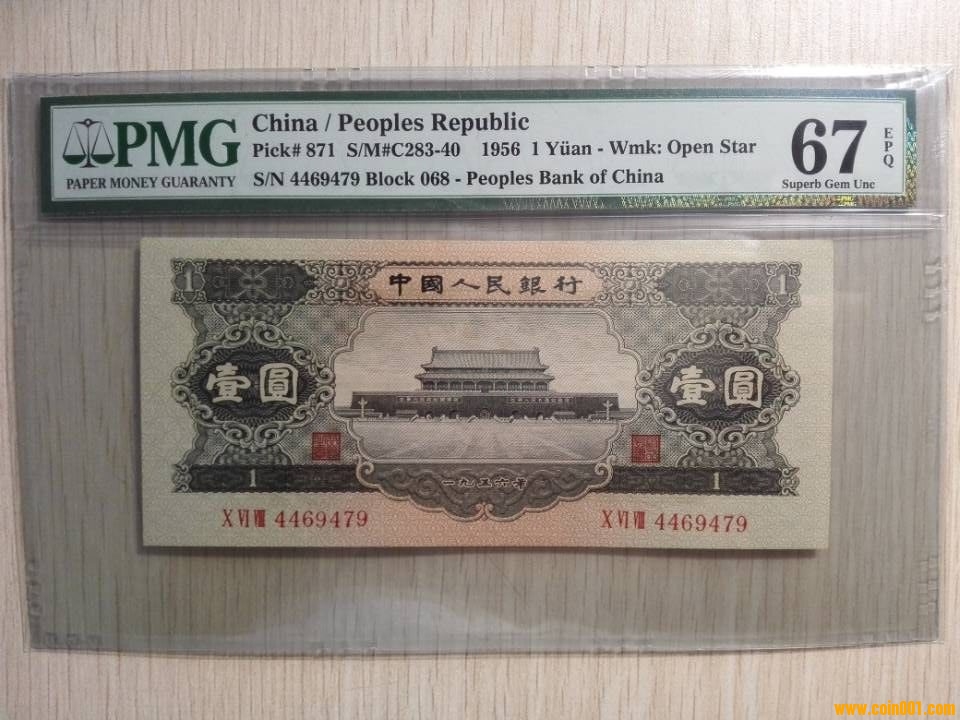 PMG
PAPER MONEY GUARANTY
China / Peoples Republic
Pick# 871 S/M#C283-40 1956 1 Yüan - Wmk: Open Star
S/N 4469479 Block 068 - Peoples Bank of China
67 EPQ
Superb Gem Unc
1 中國人民銀行 1
壹圓 壹圓
1 1
一九五六年
X VI VIII 4469479 X VI VIII 4469479
www.coin001.com